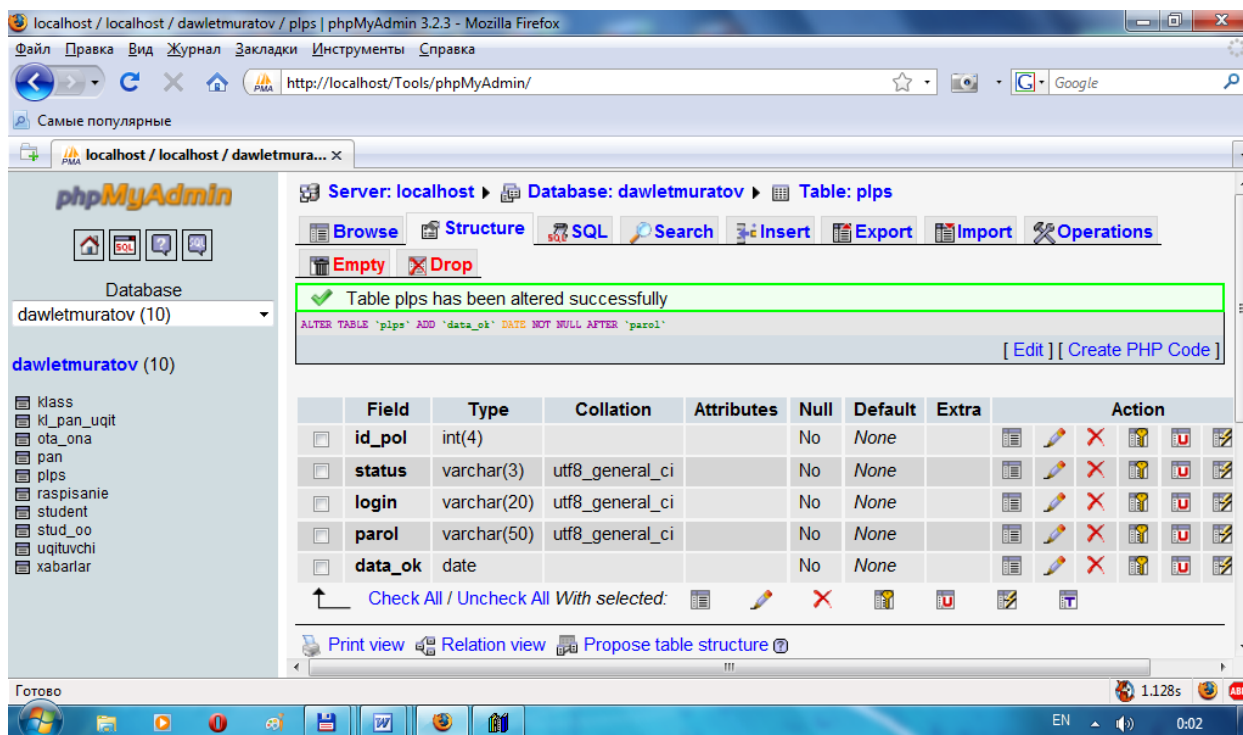 localhost / localhost / dawletmuratov / plps | phpMyAdmin 3.2.3 - Mozilla Firefox
Файл Правка Вид Журнал Закладки Инструменты Справка
http://localhost/Tools/phpMyAdmin/
Google
Самые популярные
localhost / localhost / dawletmura...
phpMyAdmin
Database
dawletmuratov (10)
dawletmuratov (10)
klass
kl_pan_uqit
ota_ona
pan
plps
raspisanie
student
stud_oo
uqituvchi
xabarlar
Server: localhost Database: dawletmuratov Table: plps
Browse Structure SQL Search Insert Export Import Operations
Empty Drop
Table plps has been altered successfully
ALTER TABLE `plps` ADD `data_ok` DATE NOT NULL AFTER `parol`
[ Edit ] [ Create PHP Code ]
Field Type Collation Attributes Null Default Extra Action
id_pol int(4) No None
status varchar(3) utf8_general_ci No None
login varchar(20) utf8_general_ci No None
parol varchar(50) utf8_general_ci No None
data_ok date No None
Check All / Uncheck All With selected:
Print view Relation view Propose table structure
Готово
1.128s
EN 0:02